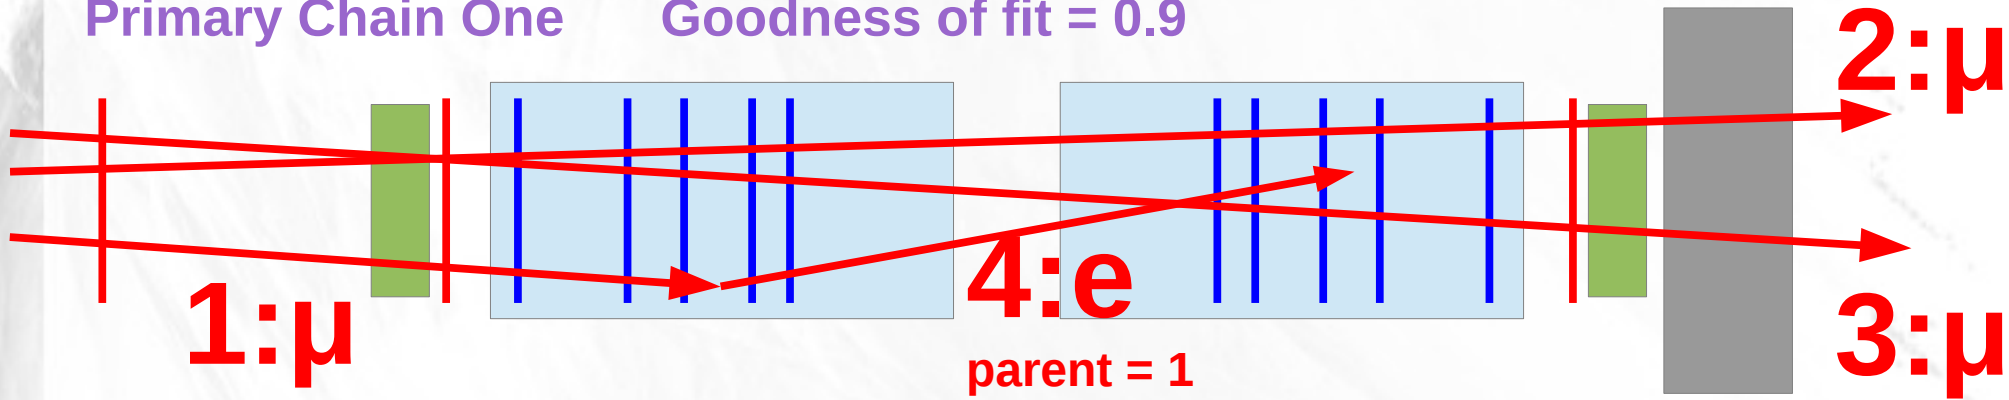 Primary Chain One Goodness of fit = 0.9
2:μ
1:μ
4:e
parent = 1
3:μ